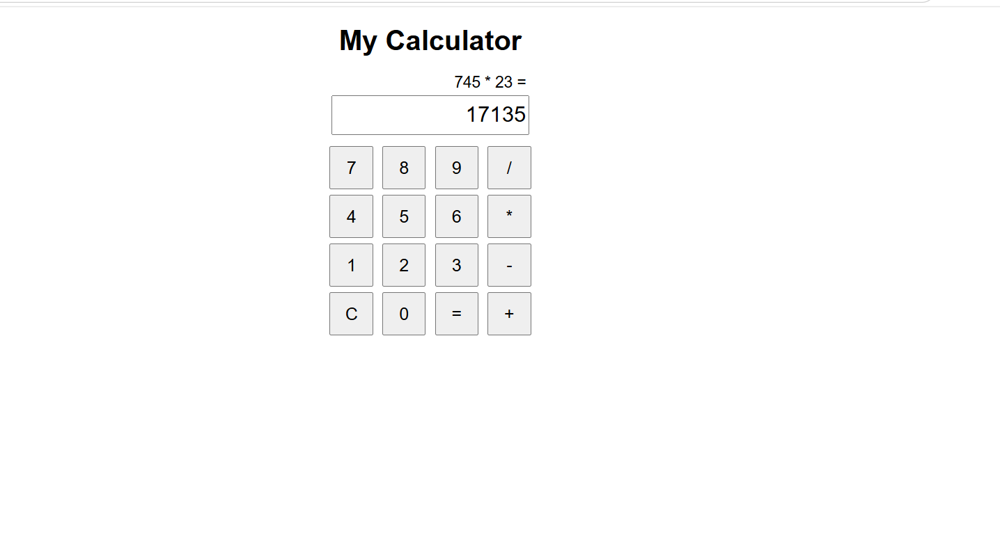 My Calculator
745 * 23 =
17135
7 8 9 /
4 5 6 *
1 2 3 -
C 0 = +